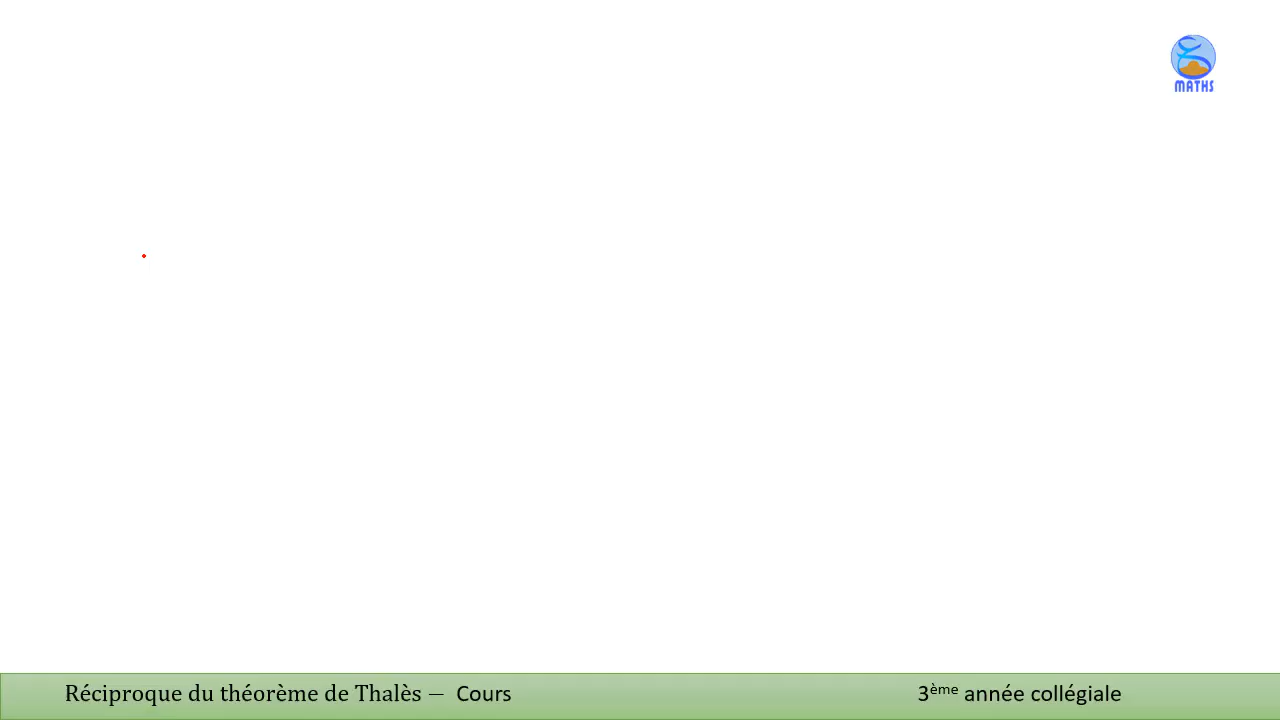 MATHS
Réciproque du théorème de Thalès − Cours
3ème année collégiale